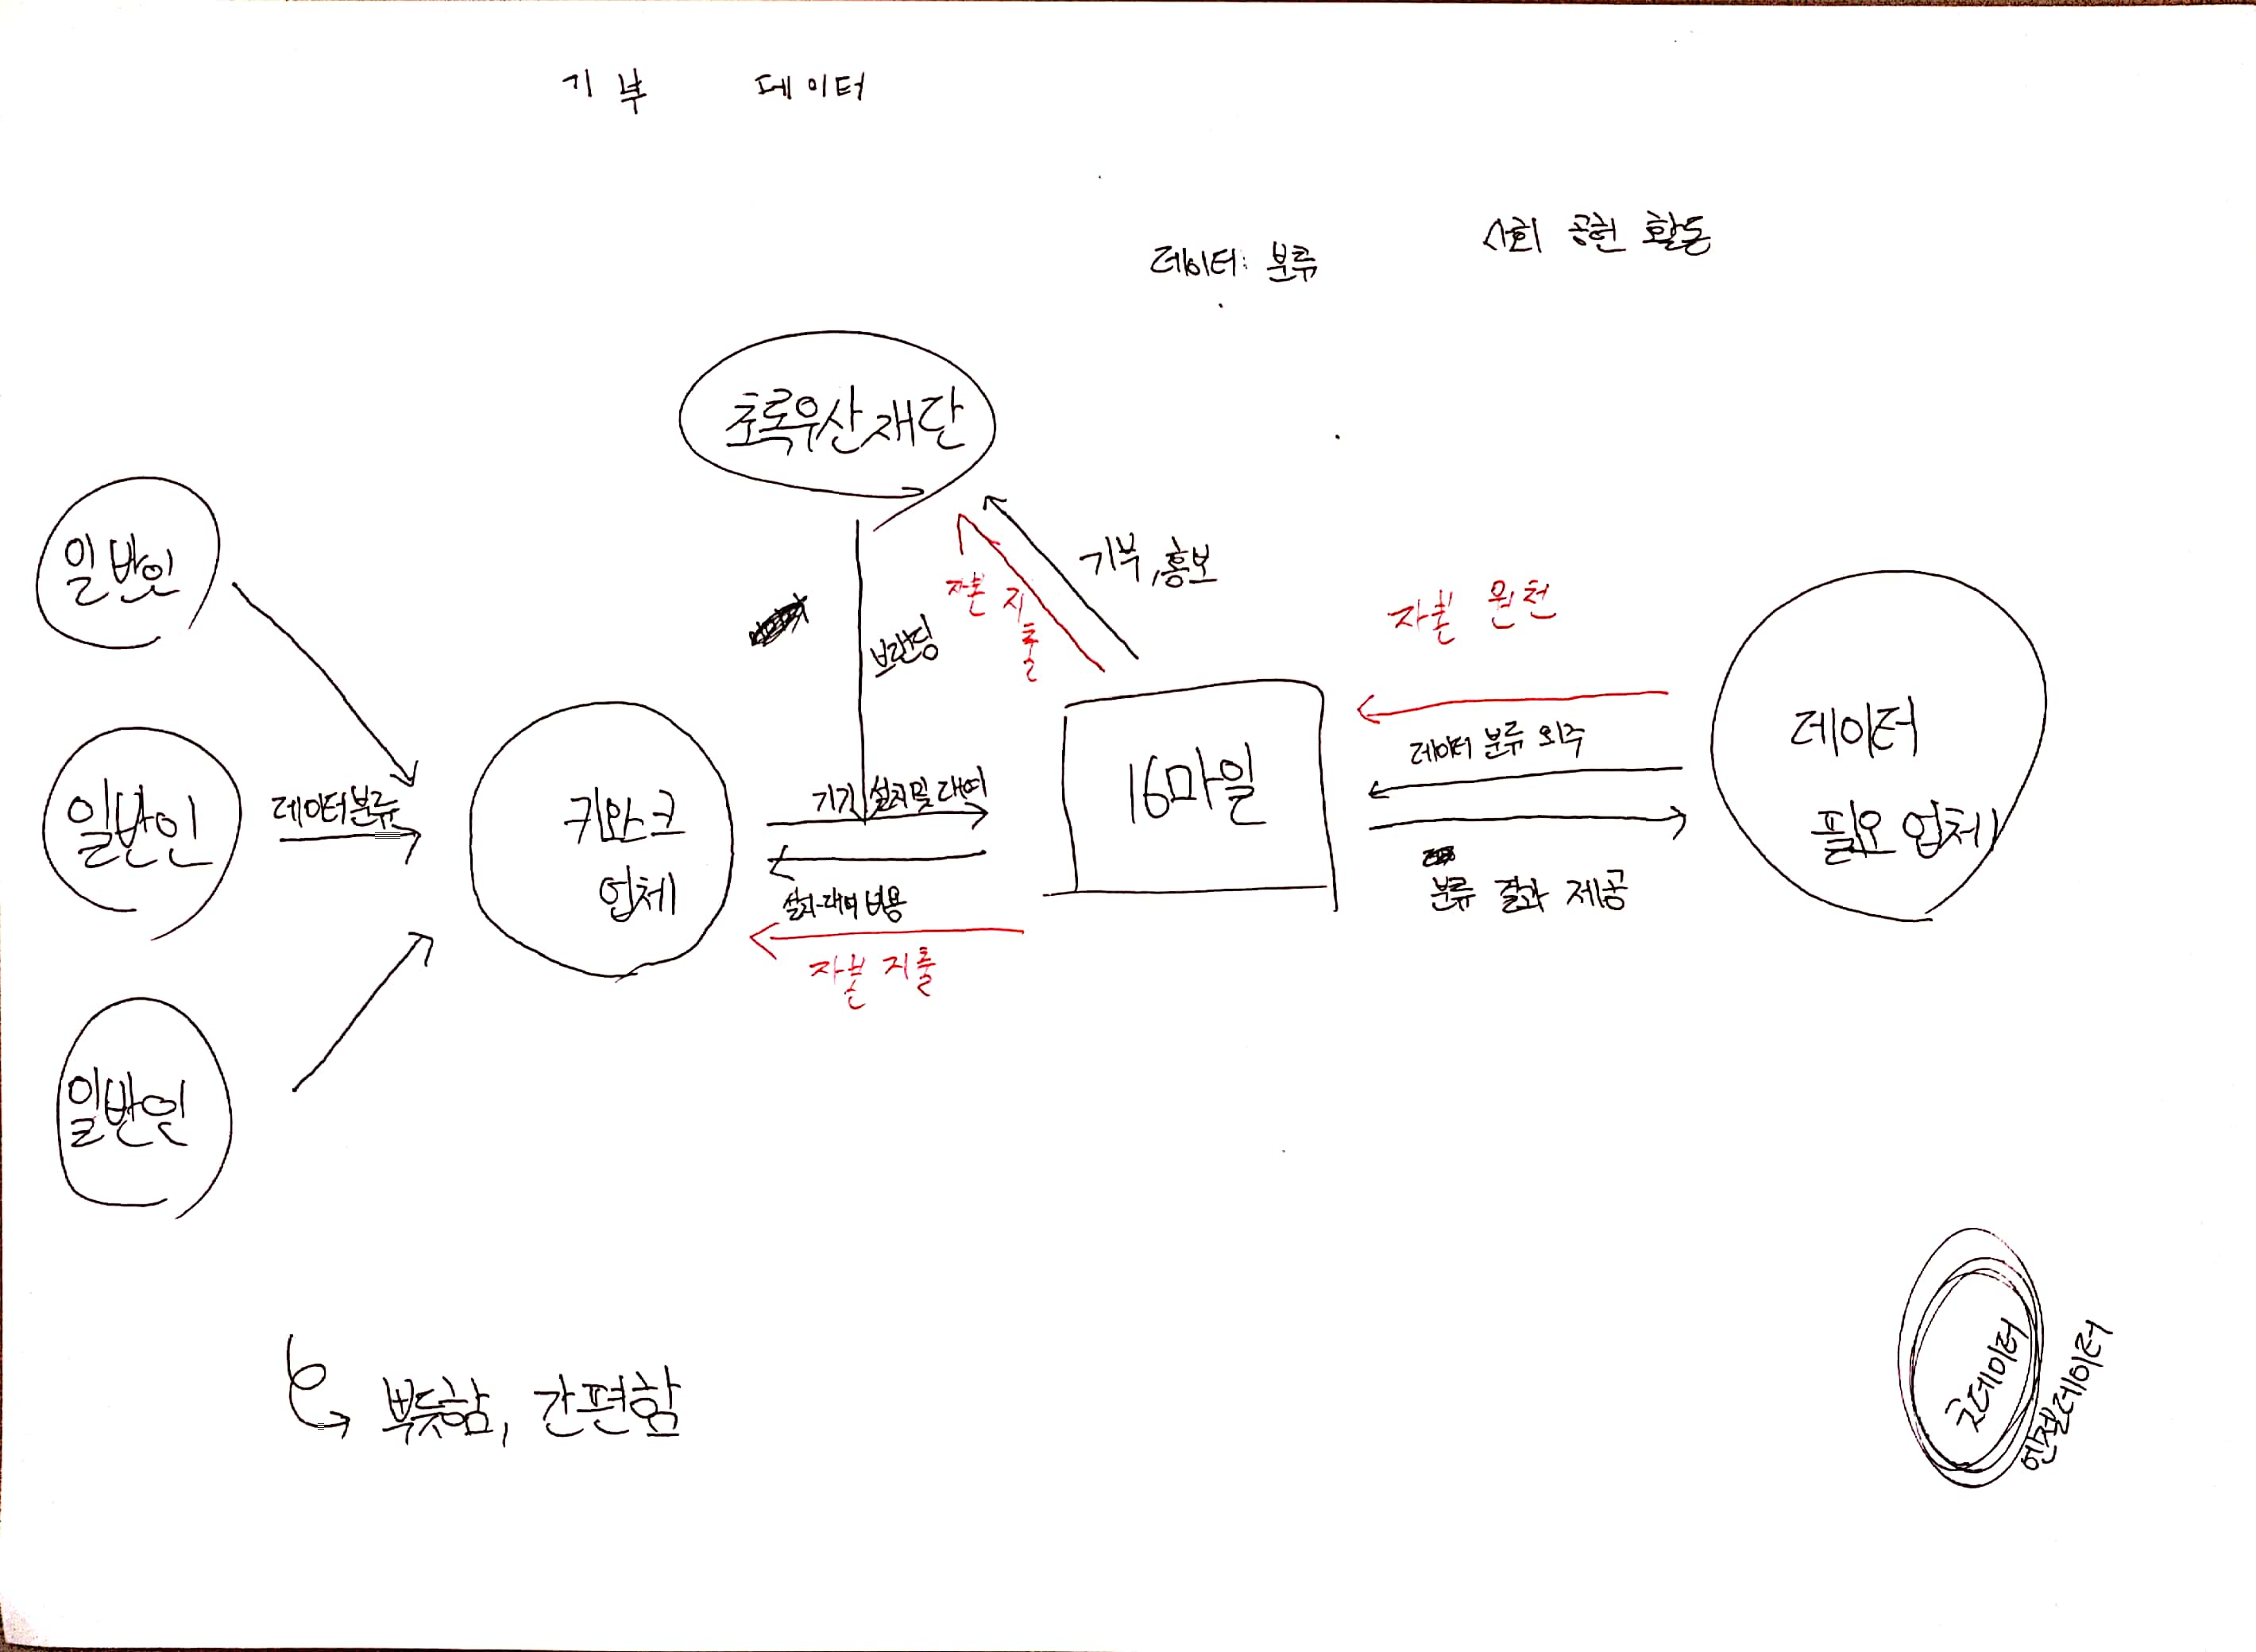 기부 데이터
사회 공헌 활동
데이터: 분류
초록우산재단
일반인
기부, 홍보
자본 지출
브랜딩
자본 원천
데이터
필요 업체
데이터 분류 외주
16마일
기기 설치 및 대여
키오스크
업체
일반인
데이터분류
설치·대여 비용
분류 결과 제공
자본 지출
일반인
뿌듯함, 간편함
안전데이터